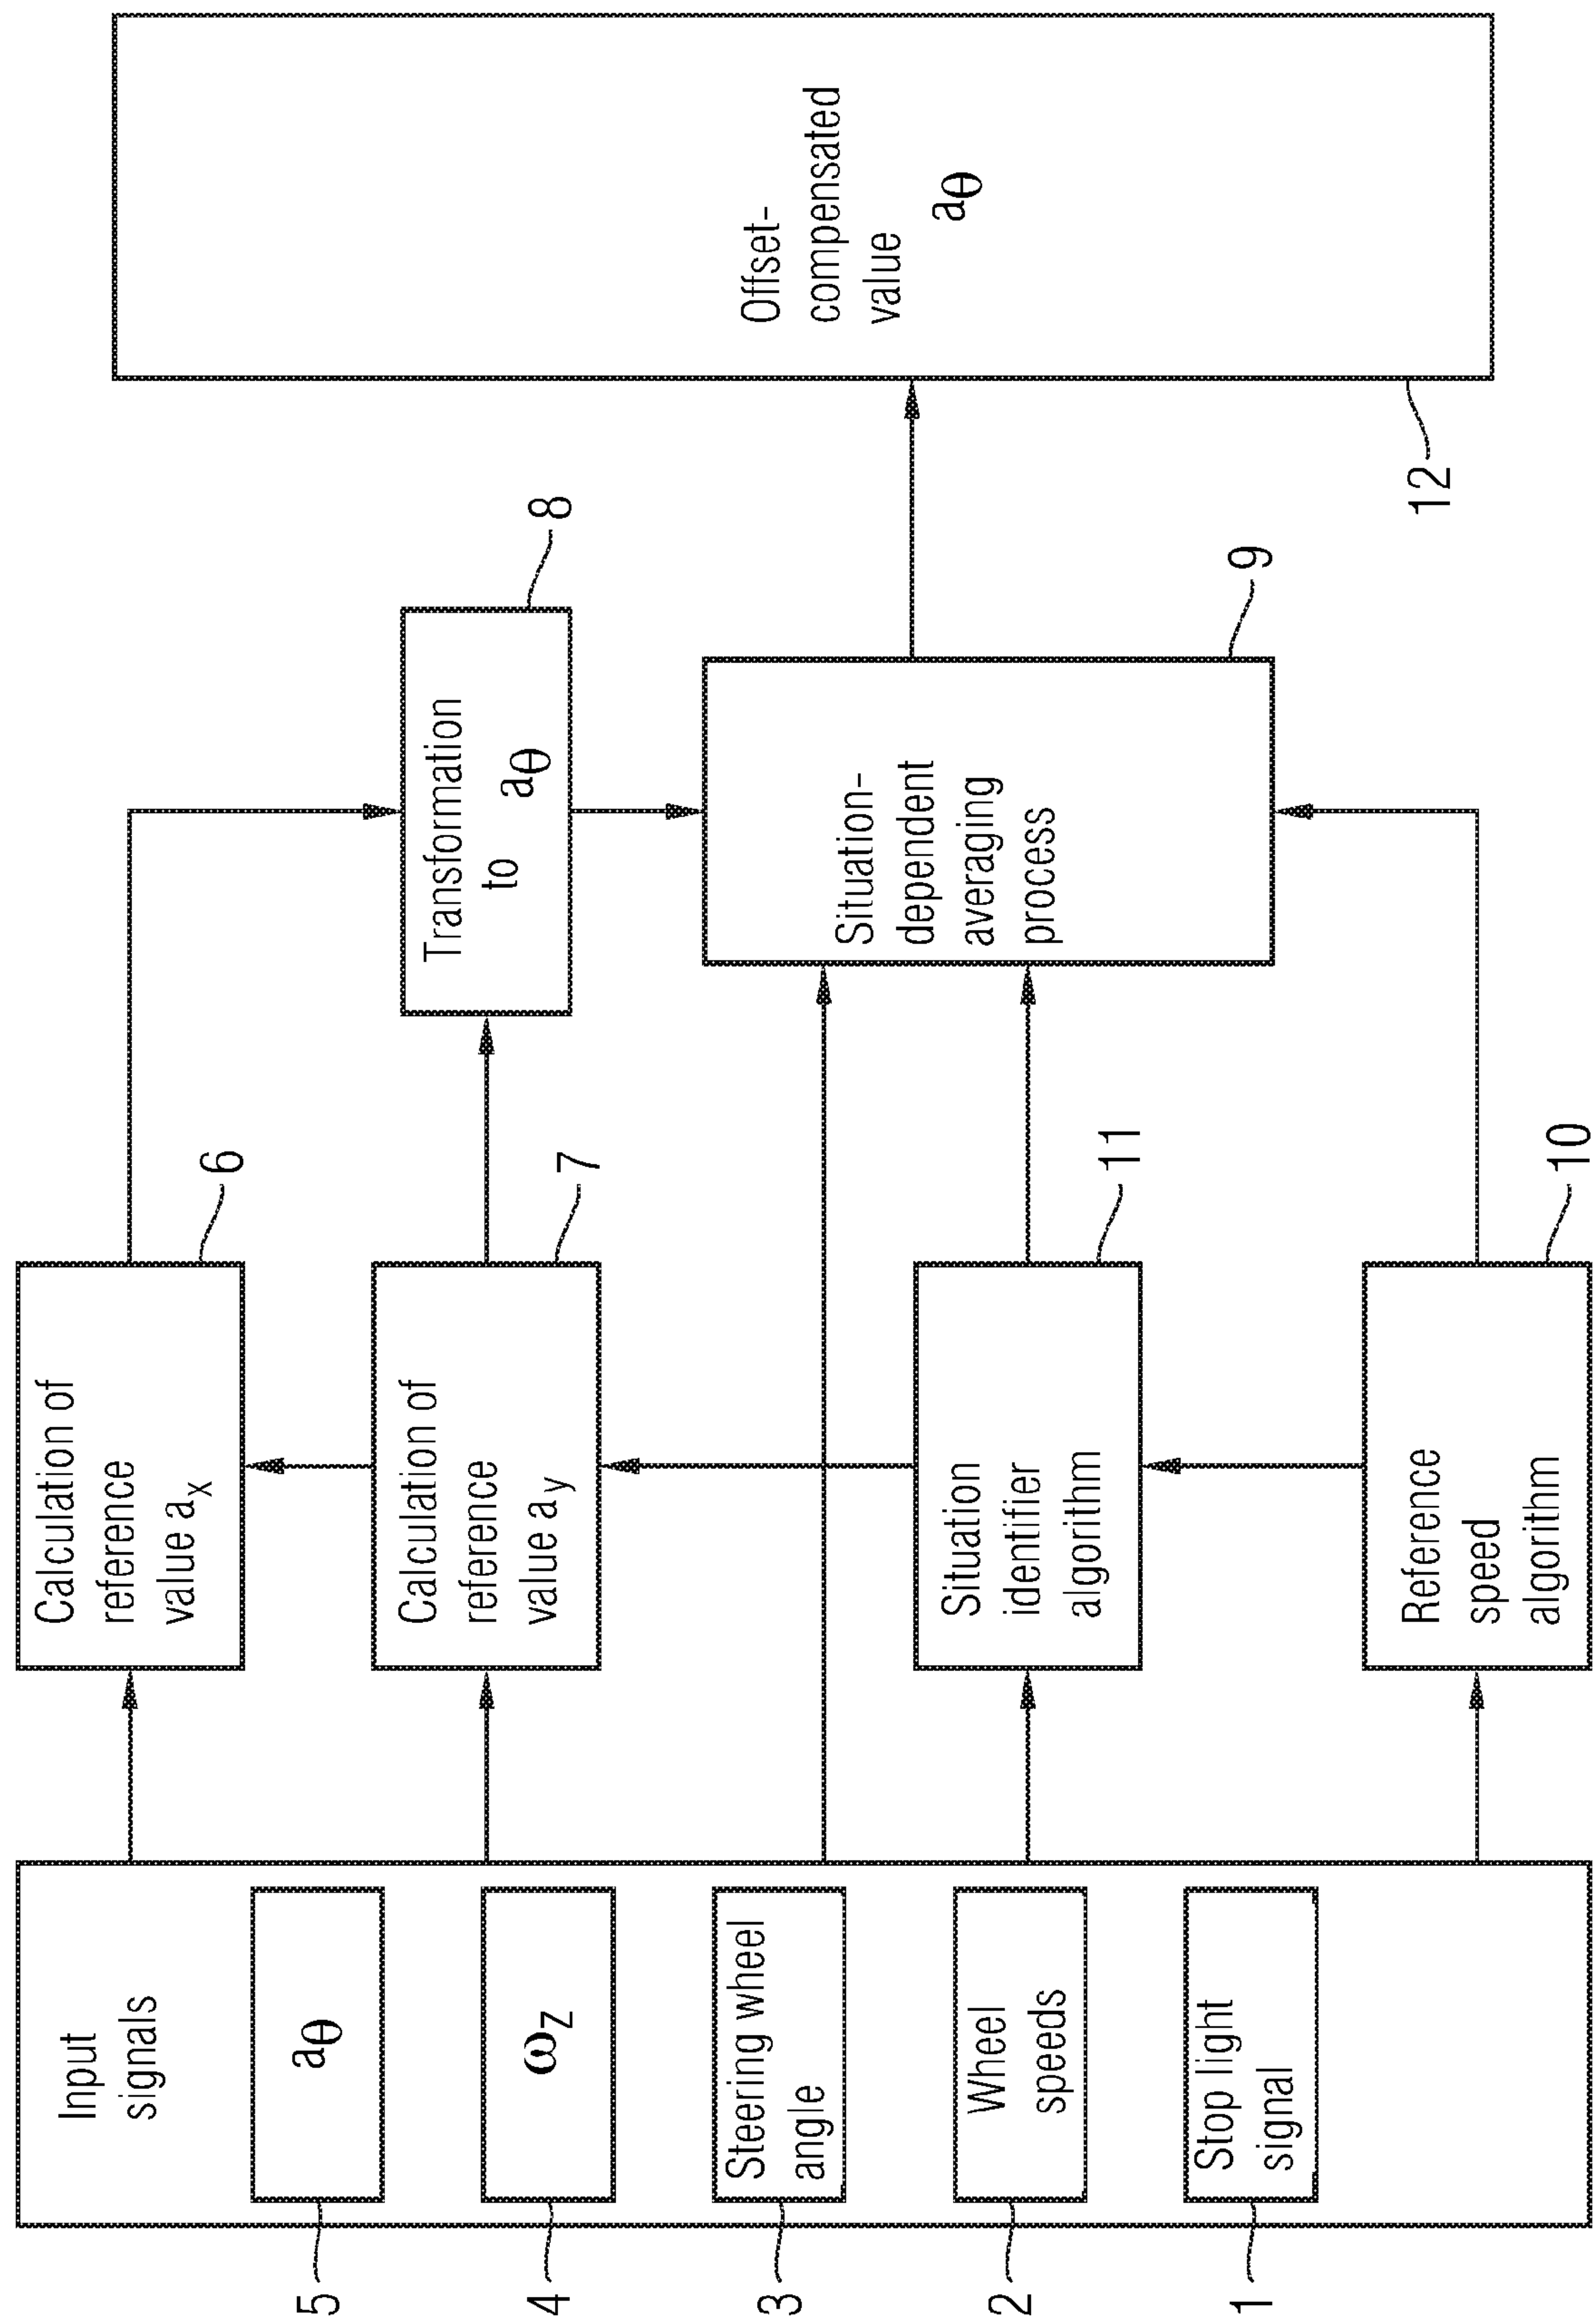 Input
signals
5
aθ
4
ωz
3
Steering wheel
angle
2
Wheel
speeds
1
Stop light
signal
Calculation of
reference
value ax
6
Calculation of
reference
value ay
7
Situation
identifier
algorithm
11
Reference
speed
algorithm
10
Transformation
to aθ
8
Situation-
dependent
averaging
process
9
Offset-
compensated
value aθ
12